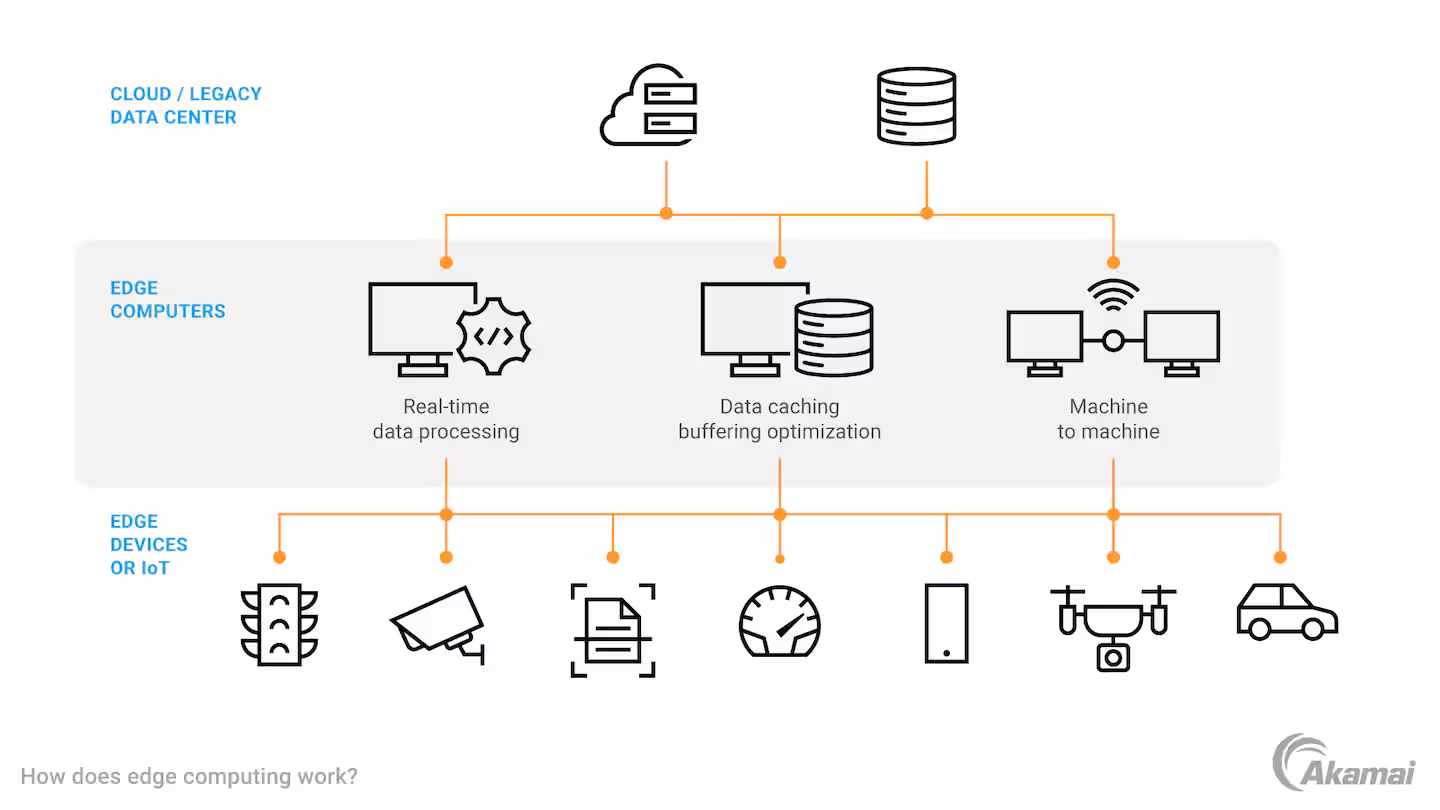 CLOUD / LEGACY
DATA CENTER
EDGE
COMPUTERS
</>
Real-time
data processing
Data caching
buffering optimization
Machine
to machine
EDGE
DEVICES
OR IoT
How does edge computing work?
Akamai